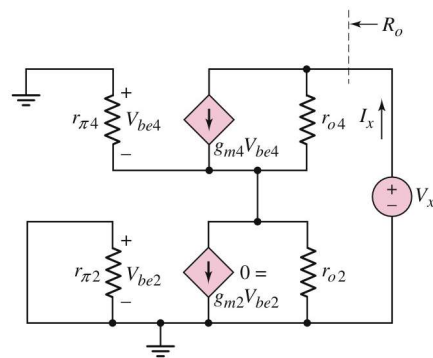 R_o
+
r_π4
V_be4
−
g_m4V_be4
r_o4
I_x
+
−
V_x
+
r_π2
V_be2
−
0 =
g_m2V_be2
r_o2